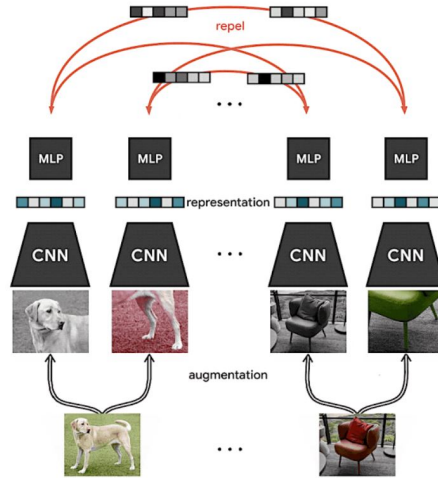 repel
MLP MLP MLP MLP
representation
CNN CNN CNN CNN
augmentation